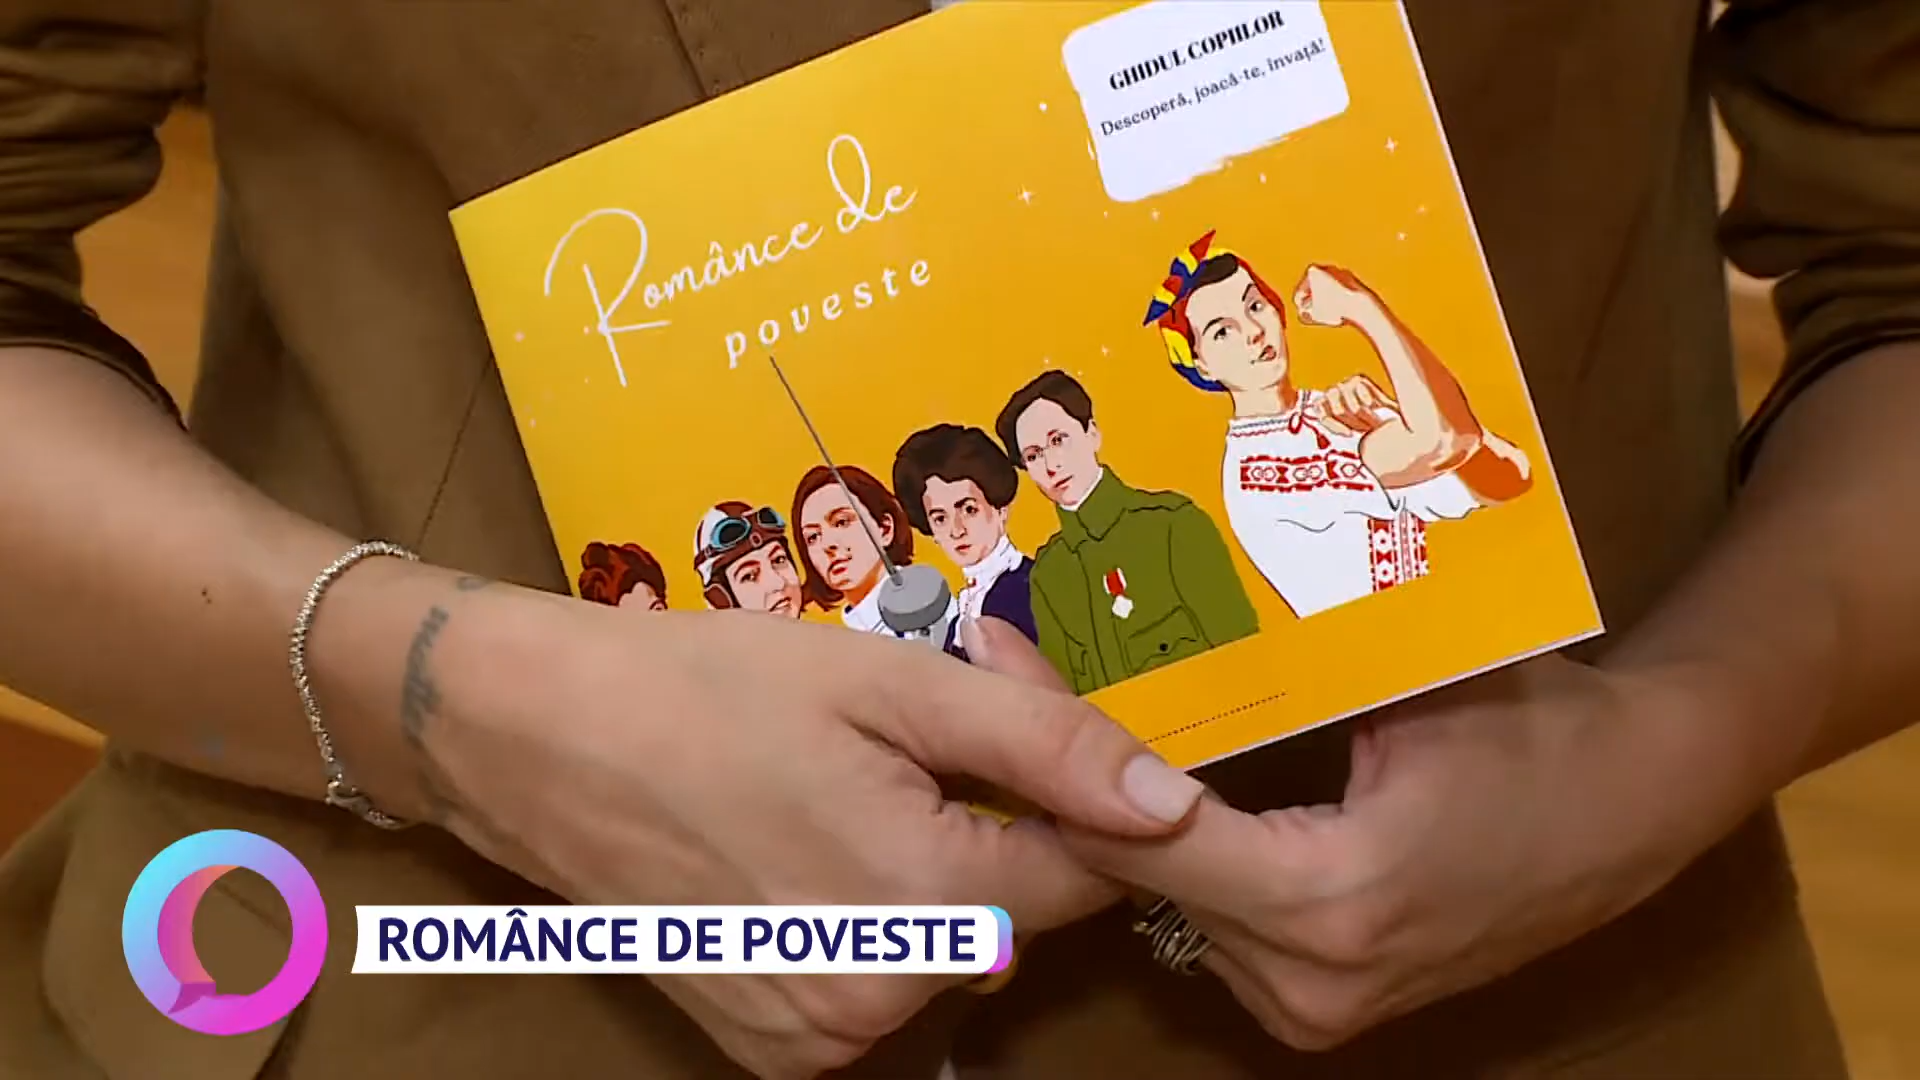 GHIDUL COPIILOR
Descoperă, joacă-te, învață!
Românce de
poveste
ROMÂNCE DE POVESTE